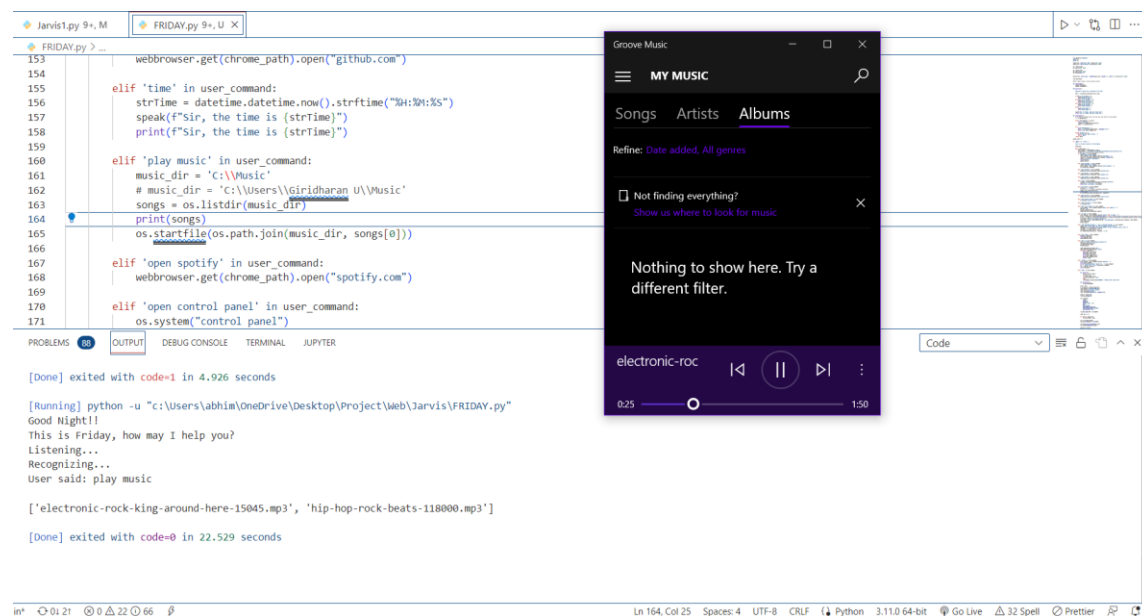 Jarvis1.py 9+, M
FRIDAY.py 9+, U
FRIDAY.py > ...
153 webbrowser.get(chrome_path).open("github.com")
154
155 elif 'time' in user_command:
156 strTime = datetime.datetime.now().strftime("%H:%M:%S")
157 speak(f"Sir, the time is {strTime}")
158 print(f"Sir, the time is {strTime}")
159
160 elif 'play music' in user_command:
161 music_dir = 'C:\\Music'
162 # music_dir = 'C:\\Users\\Giridharan U\\Music'
163 songs = os.listdir(music_dir)
164 print(songs)
165 os.startfile(os.path.join(music_dir, songs[0]))
166
167 elif 'open spotify' in user_command:
168 webbrowser.get(chrome_path).open("spotify.com")
169
170 elif 'open control panel' in user_command:
171 os.system("control panel")
Groove Music
MY MUSIC
Songs Artists Albums
Refine: Date added, All genres
Not finding everything?
Show us where to look for music
Nothing to show here. Try a
different filter.
electronic-roc
0:25 1:50
PROBLEMS 88 OUTPUT DEBUG CONSOLE TERMINAL JUPYTER
Code
[Done] exited with code=1 in 4.926 seconds
[Running] python -u "c:\Users\abhim\OneDrive\Desktop\Project\Web\Jarvis\FRIDAY.py"
Good Night!!
This is Friday, how may I help you?
Listening...
Recognizing...
User said: play music
['electronic-rock-king-around-here-15045.mp3', 'hip-hop-rock-beats-118000.mp3']
[Done] exited with code=0 in 22.529 seconds
in* 0↓ 2↑ 0 22 66
Ln 164, Col 25 Spaces: 4 UTF-8 CRLF Python 3.11.0 64-bit Go Live 32 Spell Prettier